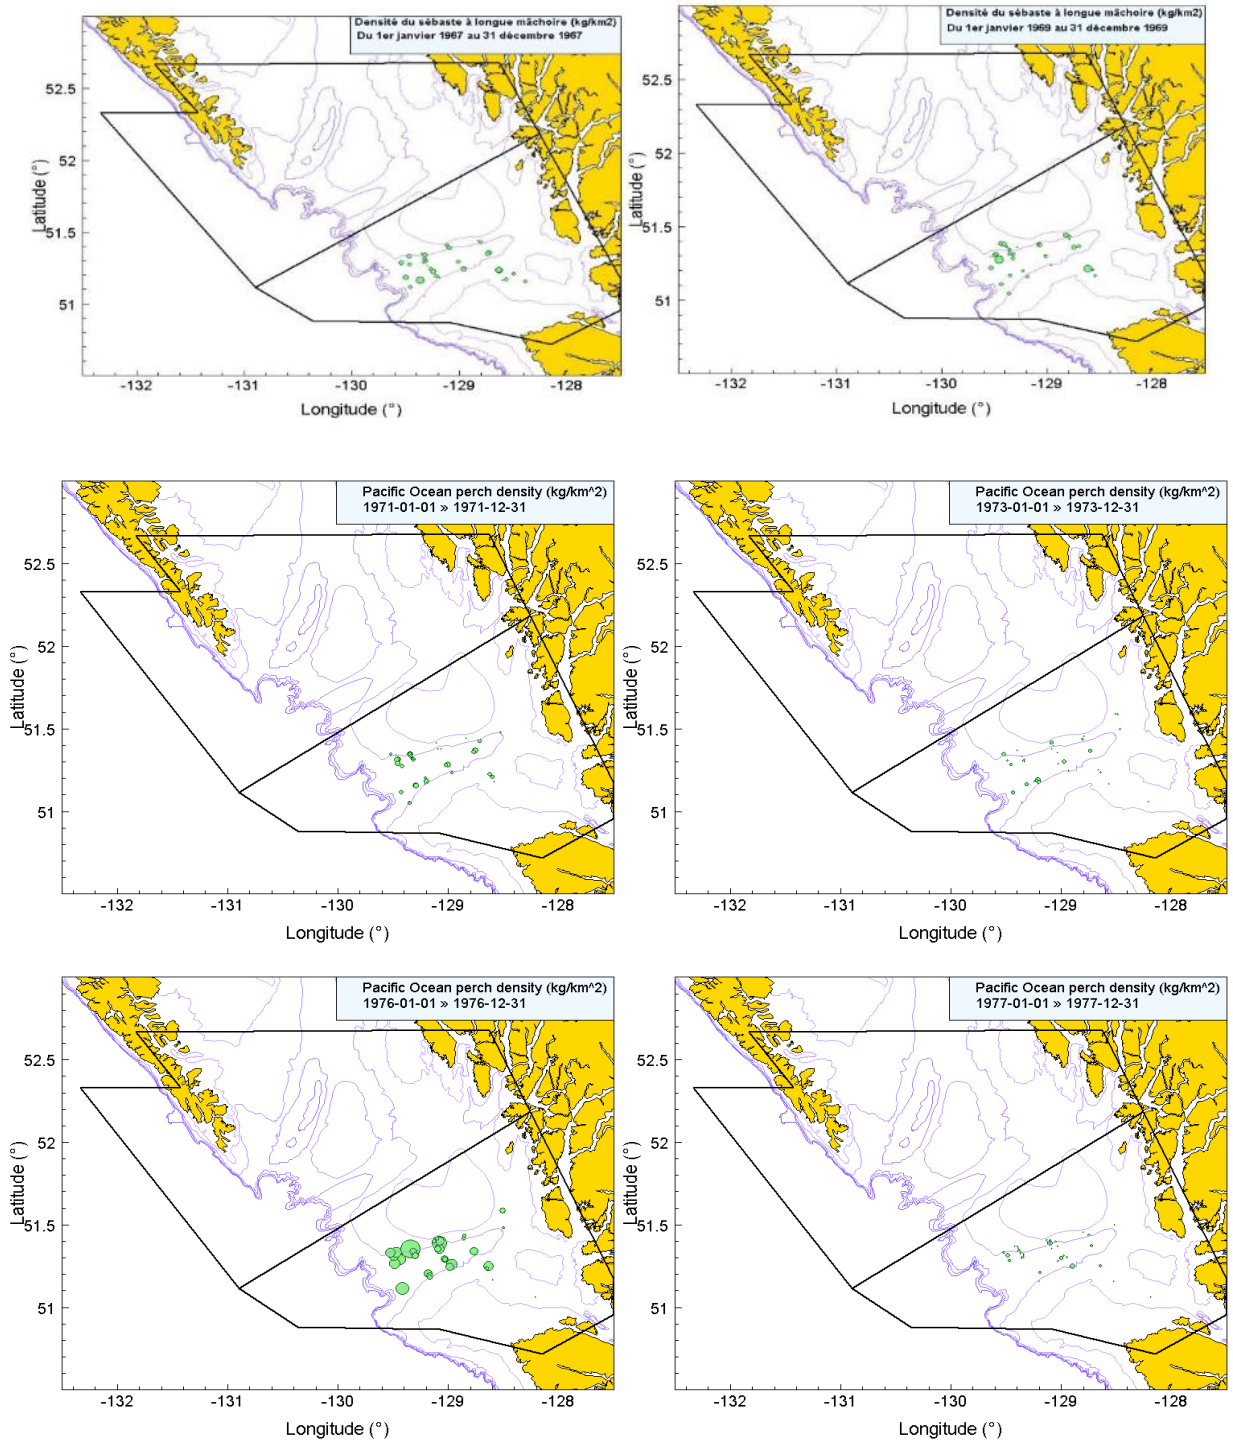 Densité du sébaste à longue mâchoire (kg/km2)
Du 1er janvier 1967 au 31 décembre 1967
52.5
52
51.5
51
Latitude (°)
-132
-131
-130
-129
-128
Longitude (°)
Densité du sébaste à longue mâchoire (kg/km2)
Du 1er janvier 1969 au 31 décembre 1969
52.5
52
51.5
51
Latitude (°)
-132
-131
-130
-129
-128
Longitude (°)
Pacific Ocean perch density (kg/km^2)
1971-01-01 » 1971-12-31
52.5
52
51.5
51
Latitude (°)
-132
-131
-130
-129
-128
Longitude (°)
Pacific Ocean perch density (kg/km^2)
1973-01-01 » 1973-12-31
52.5
52
51.5
51
Latitude (°)
-132
-131
-130
-129
-128
Longitude (°)
Pacific Ocean perch density (kg/km^2)
1976-01-01 » 1976-12-31
52.5
52
51.5
51
Latitude (°)
-132
-131
-130
-129
-128
Longitude (°)
Pacific Ocean perch density (kg/km^2)
1977-01-01 » 1977-12-31
52.5
52
51.5
51
Latitude (°)
-132
-131
-130
-129
-128
Longitude (°)